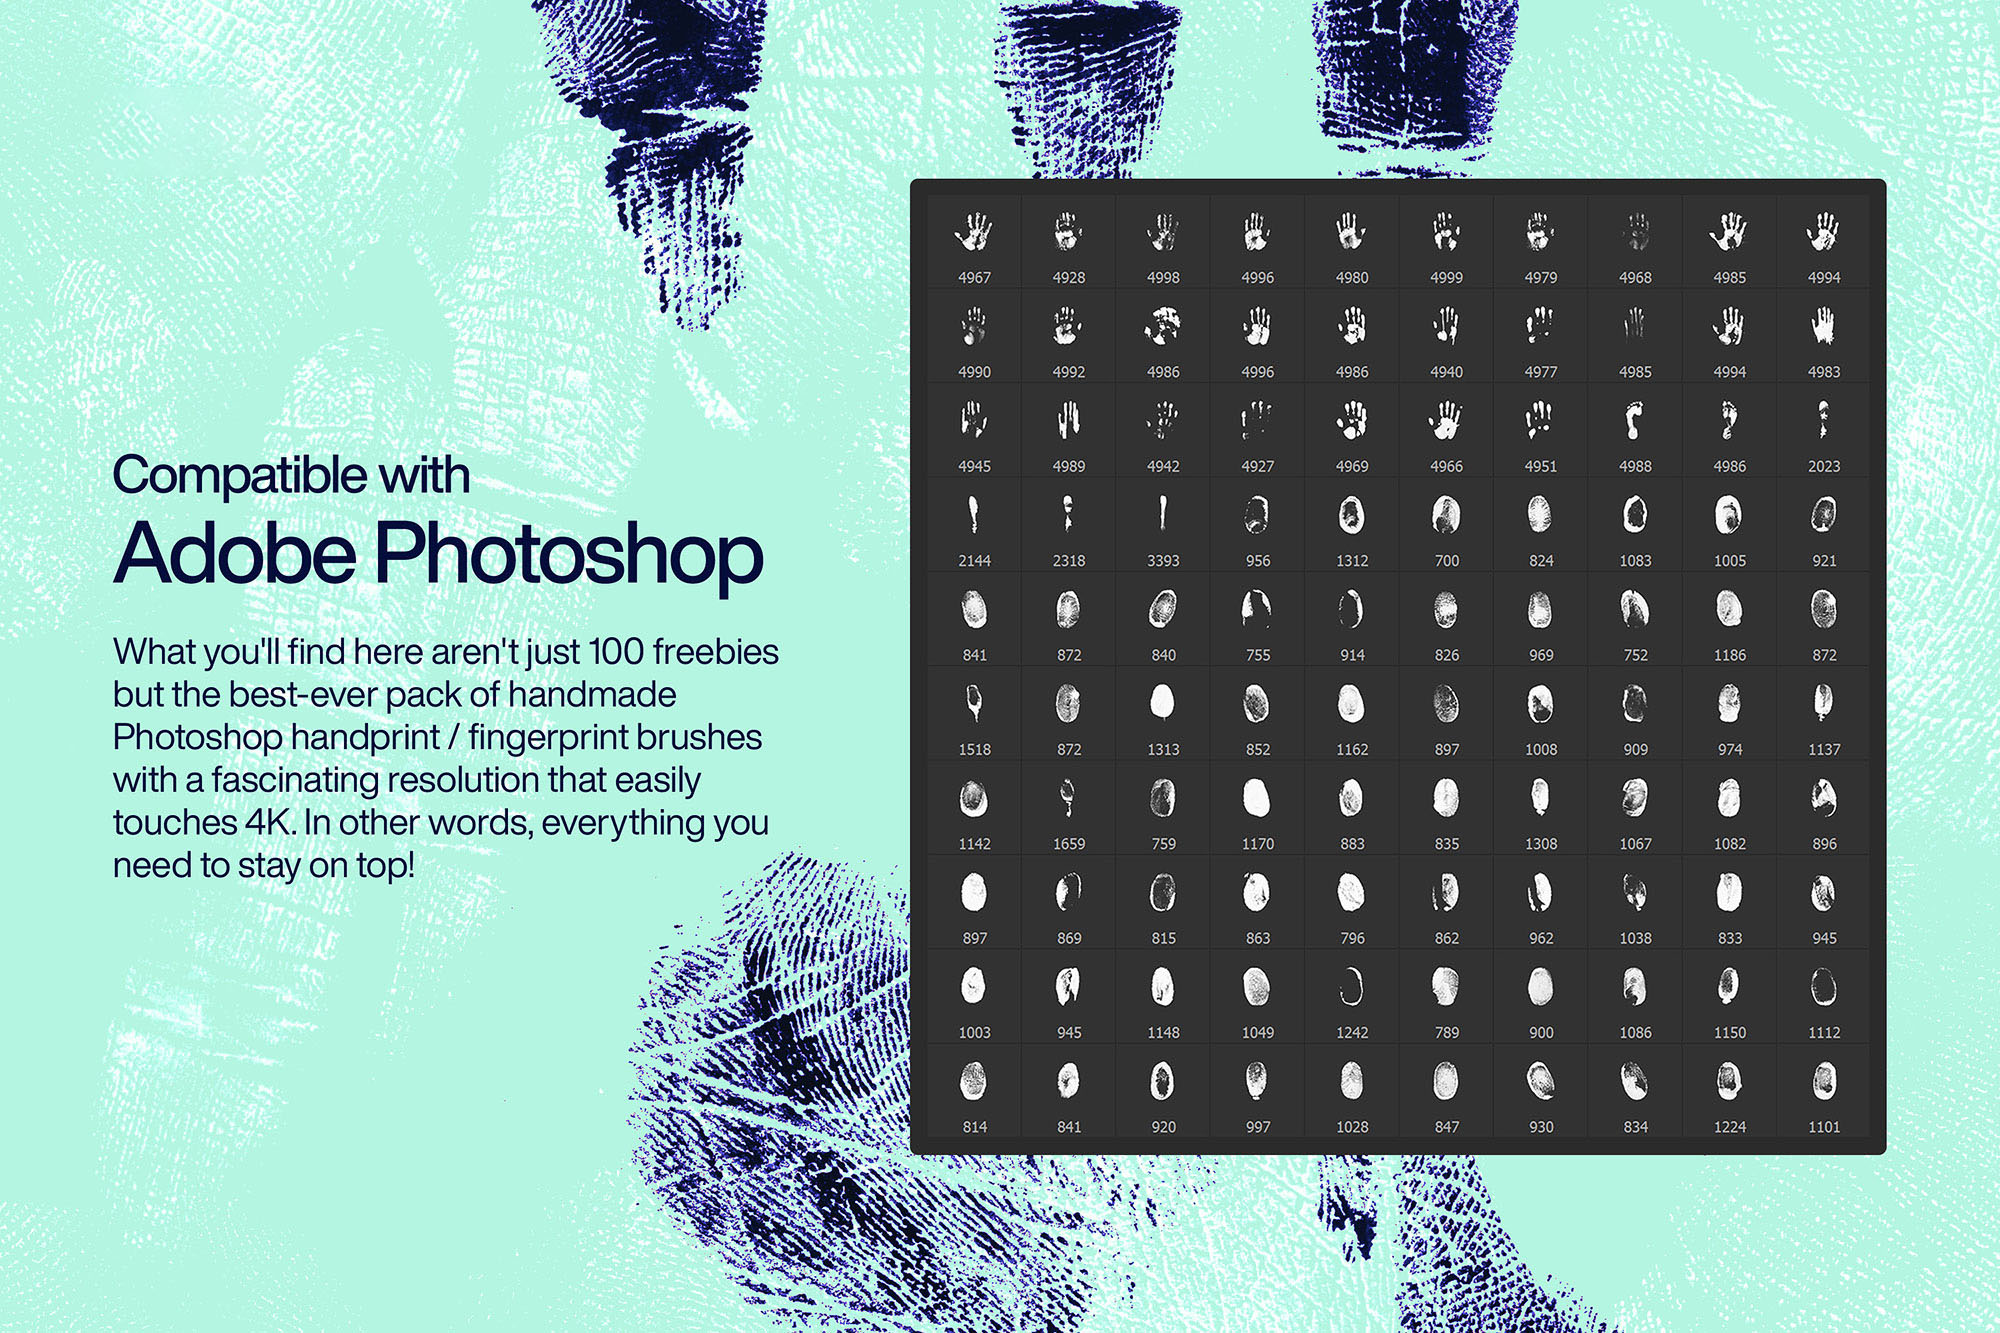 Compatible with
Adobe Photoshop
What you'll find here aren't just 100 freebies
but the best-ever pack of handmade
Photoshop handprint / fingerprint brushes
with a fascinating resolution that easily
touches 4K. In other words, everything you
need to stay on top!
4967 4928 4998 4996 4980 4999 4979 4968 4985 4994
4990 4992 4986 4996 4986 4940 4977 4985 4994 4983
4945 4989 4942 4927 4969 4966 4951 4988 4986 2023
2144 2318 3393 956 1312 700 824 1083 1005 921
841 872 840 755 914 826 969 752 1186 872
1518 872 1313 852 1162 897 1008 909 974 1137
1142 1659 759 1170 883 835 1308 1067 1082 896
897 869 815 863 796 862 962 1038 833 945
1003 945 1148 1049 1242 789 900 1086 1150 1112
814 841 920 997 1028 847 930 834 1224 1101